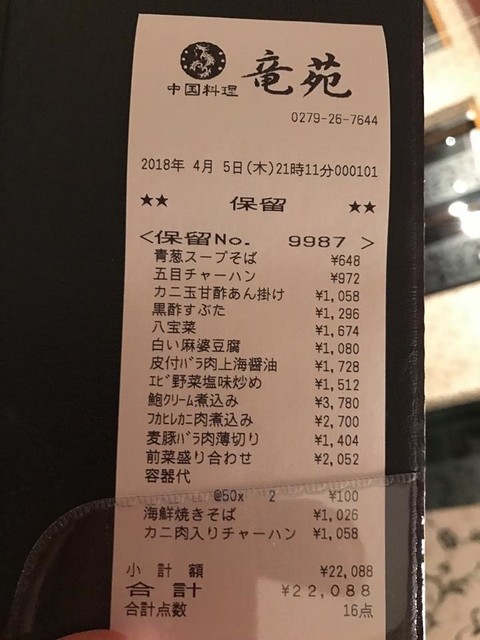 中国料理 竜苑
0279-26-7644
2018年 4月 5日(木)21時11分000101
★★ 保留 ★★
<保留No. 9987 >
青葱スープそば ¥648
五目チャーハン ¥972
カニ玉甘酢あん掛け ¥1,058
黒酢すぶた ¥1,296
八宝菜 ¥1,674
白い麻婆豆腐 ¥1,080
皮付バラ肉上海醤油 ¥1,728
エビ野菜塩味炒め ¥1,512
鮑クリーム煮込み ¥3,780
フカヒレカニ肉煮込み ¥2,700
麦豚バラ肉薄切り ¥1,404
前菜盛り合わせ ¥2,052
容器代
@50x 2 ¥100
海鮮焼きそば ¥1,026
カニ肉入りチャーハン ¥1,058
小計額 ¥22,088
合計 ¥22,088
合計点数 16点